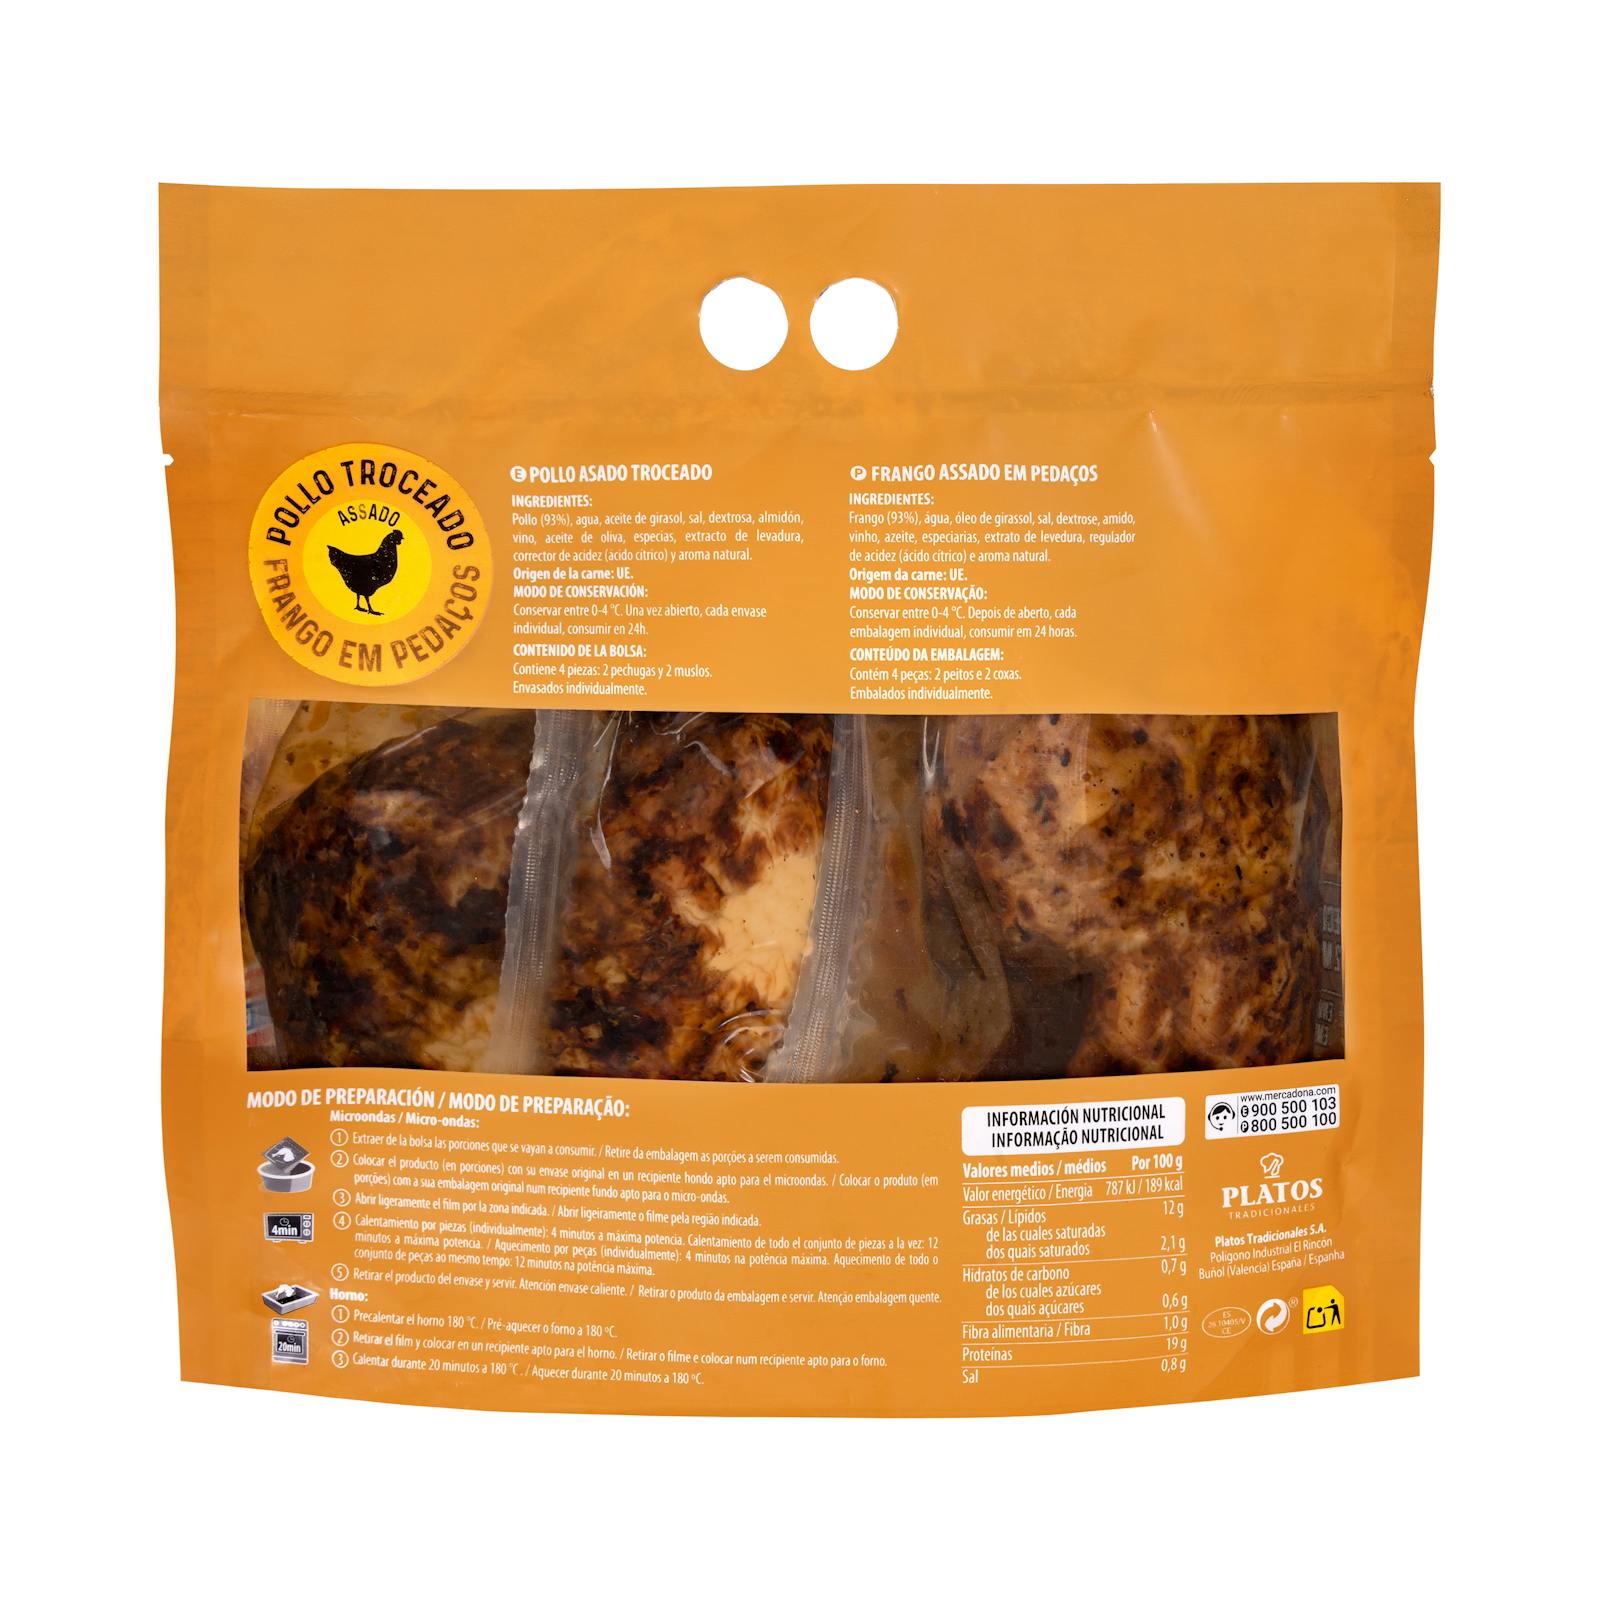 POLLO TROCEADO
ASSADO
FRANGO EM PEDAÇOS
E POLLO ASADO TROCEADO
INGREDIENTES:
Pollo (93%), agua, aceite de girasol, sal, dextrosa, almidón,
vino, aceite de oliva, especias, extracto de levadura,
corrector de acidez (ácido cítrico) y aroma natural.
Origen de la carne: UE.
MODO DE CONSERVACIÓN:
Conservar entre 0-4 °C. Una vez abierto, cada envase
individual, consumir en 24h.
CONTENIDO DE LA BOLSA:
Contiene 4 piezas: 2 pechugas y 2 muslos.
Envasados individualmente.
P FRANGO ASSADO EM PEDAÇOS
INGREDIENTES:
Frango (93%), água, óleo de girassol, sal, dextrose, amido,
vinho, azeite, especiarias, extrato de levedura, regulador
de acidez (ácido cítrico) e aroma natural.
Origem da carne: UE.
MODO DE CONSERVAÇÃO:
Conservar entre 0-4 °C. Depois de aberto, cada
embalagem individual, consumir em 24 horas.
CONTEÚDO DA EMBALAGEM:
Contém 4 peças: 2 peitos e 2 coxas.
Embalados individualmente.
MODO DE PREPARACIÓN / MODO DE PREPARAÇÃO:
Microondas / Micro-ondas:
1 Extraer de la bolsa las porciones que se vayan a consumir. / Retire da embalagem as porções a serem consumidas.
2 Colocar el producto (en porciones) con su envase original en un recipiente hondo apto para el microondas. / Colocar o produto (em
porções) com a sua embalagem original num recipiente fundo apto para o micro-ondas.
3 Abrir ligeramente el film por la zona indicada. / Abrir ligeiramente o filme pela região indicada.
4min
4 Calentamiento por piezas (individualmente): 4 minutos a máxima potencia. Calentamiento de todo el conjunto de piezas a la vez: 12
minutos a máxima potencia. / Aquecimento por peças (individualmente): 4 minutos na potência máxima. Aquecimento de todo o
conjunto de peças ao mesmo tempo: 12 minutos na potência máxima.
5 Retirar el producto del envase y servir. Atención envase caliente. / Retirar o produto da embalagem e servir. Atenção embalagem quente.
Horno:
1 Precalentar el horno 180 °C. / Pré-aquecer o forno a 180 ºC.
20min
2 Retirar el film y colocar en un recipiente apto para el horno. / Retirar o filme e colocar num recipiente apto para o forno.
3 Calentar durante 20 minutos a 180 °C. / Aquecer durante 20 minutos a 180 ºC.
INFORMACIÓN NUTRICIONAL
INFORMAÇÃO NUTRICIONAL
Valores medios / médios Por 100 g
Valor energético / Energia 787 kJ / 189 kcal
Grasas / Lípidos 12 g
de las cuales saturadas
dos quais saturados 2,1 g
Hidratos de carbono 0,7 g
de los cuales azúcares
dos quais açúcares 0,6 g
Fibra alimentaria / Fibra 1,0 g
Proteínas 19 g
Sal 0,8 g
www.mercadona.com
E 900 500 103
P 800 500 100
PLATOS
TRADICIONALES
Platos Tradicionales S.A.
Poligono Industrial El Rincón
Buñol (Valencia) España / Espanha
ES
26.10405/V
CE
®